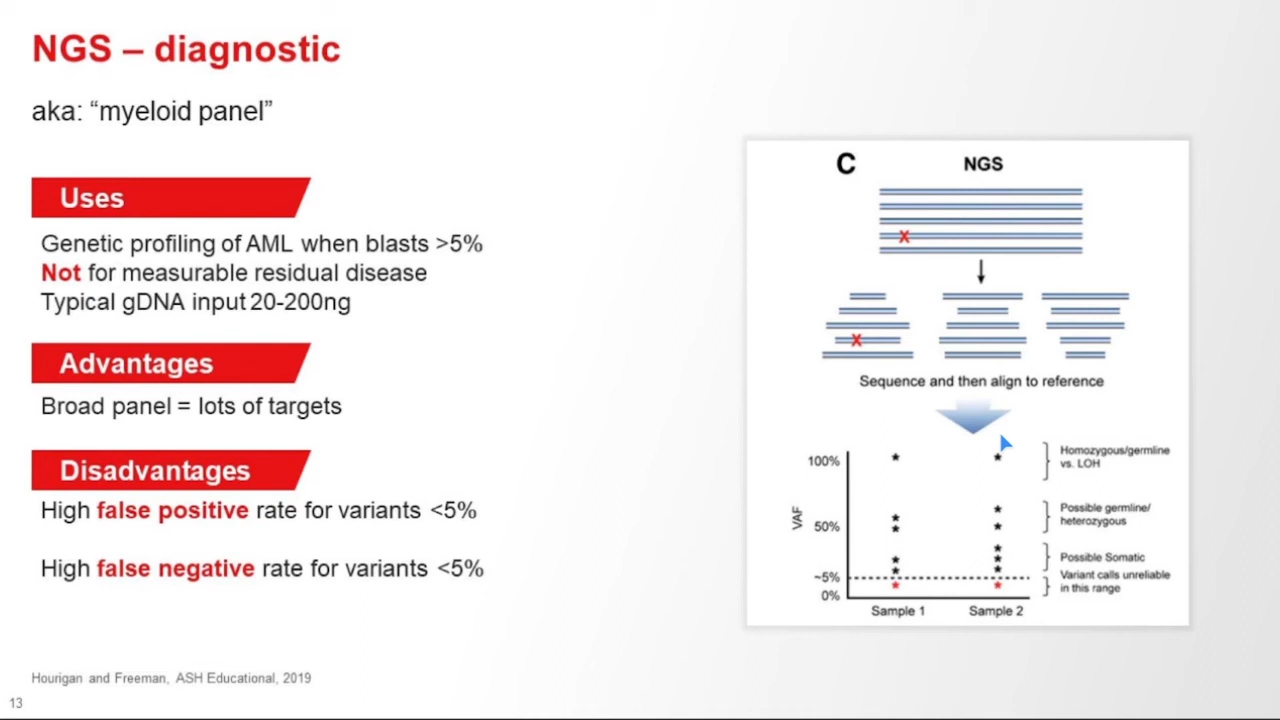 NGS – diagnostic
aka: “myeloid panel”
Uses
Genetic profiling of AML when blasts >5%
Not for measurable residual disease
Typical gDNA input 20-200ng
Advantages
Broad panel = lots of targets
Disadvantages
High false positive rate for variants <5%
High false negative rate for variants <5%
Hourigan and Freeman, ASH Educational, 2019
13
C
NGS
X
X
Sequence and then align to reference
VAF
100%
50%
~5%
0%
Sample 1
Sample 2
Homozygous/germline
vs. LOH
Possible germline/
heterozygous
Possible Somatic
Variant calls unreliable
in this range